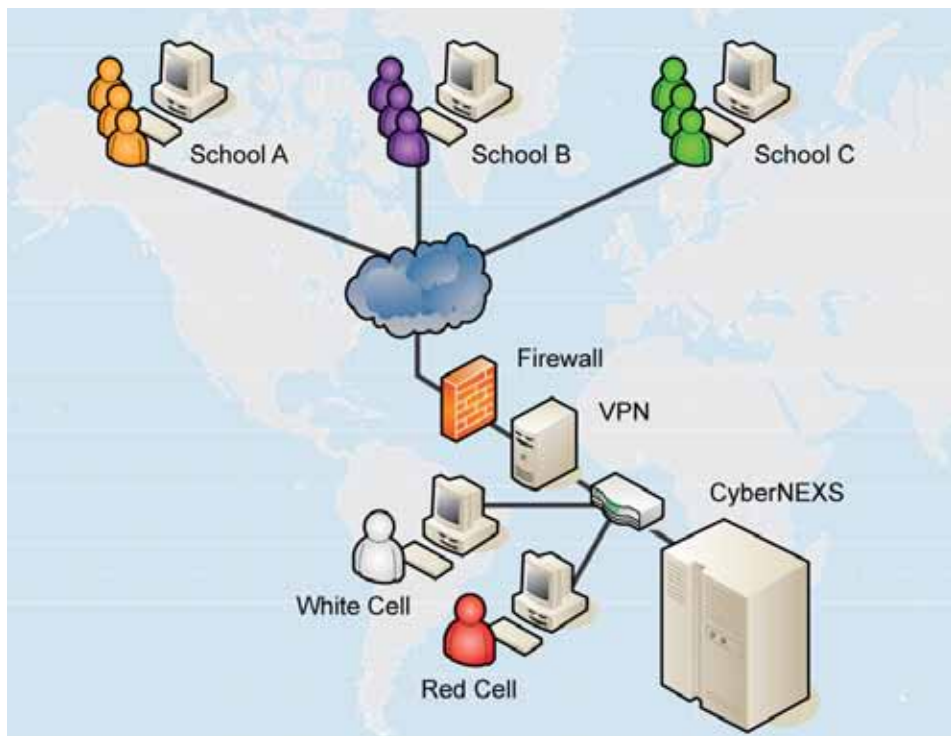 School A
School B
School C
Firewall
VPN
CyberNEXS
White Cell
Red Cell